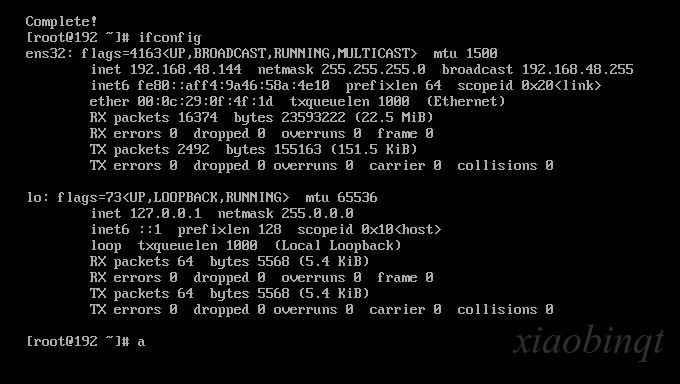 Complete!
[root@192 ~]# ifconfig
ens32: flags=4163<UP,BROADCAST,RUNNING,MULTICAST>  mtu 1500
        inet 192.168.48.144  netmask 255.255.255.0  broadcast 192.168.48.255
        inet6 fe80::aff4:9a46:58a:4e10  prefixlen 64  scopeid 0x20<link>
        ether 00:0c:29:0f:4f:1d  txqueuelen 1000  (Ethernet)
        RX packets 16374  bytes 23593222 (22.5 MiB)
        RX errors 0  dropped 0  overruns 0  frame 0
        TX packets 2492  bytes 155163 (151.5 KiB)
        TX errors 0  dropped 0 overruns 0  carrier 0  collisions 0
lo: flags=73<UP,LOOPBACK,RUNNING>  mtu 65536
        inet 127.0.0.1  netmask 255.0.0.0
        inet6 ::1  prefixlen 128  scopeid 0x10<host>
        loop  txqueuelen 1000  (Local Loopback)
        RX packets 64  bytes 5568 (5.4 KiB)
        RX errors 0  dropped 0  overruns 0  frame 0
        TX packets 64  bytes 5568 (5.4 KiB)
        TX errors 0  dropped 0 overruns 0  carrier 0  collisions 0
[root@192 ~]# a
xiaobinqt